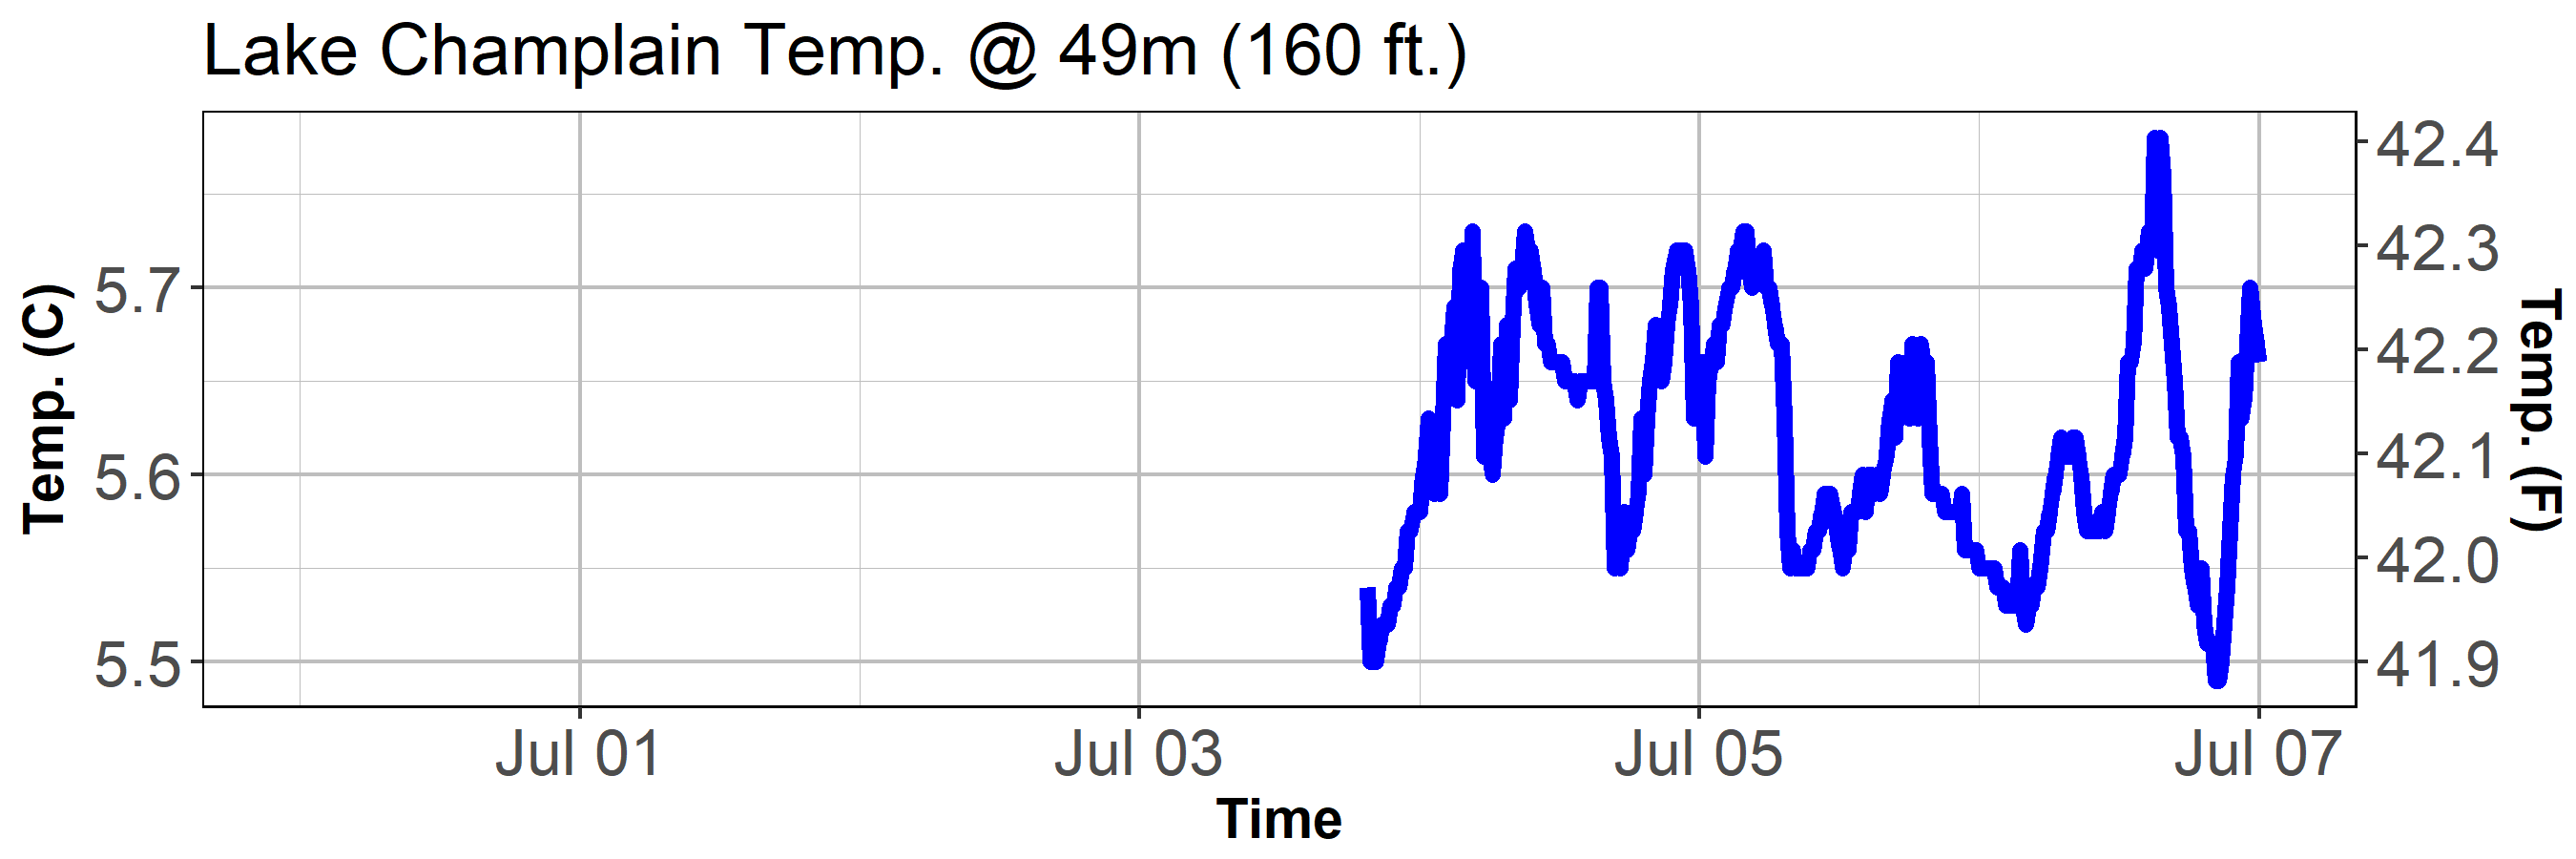 Lake Champlain Temp. @ 49m (160 ft.)
Temp. (C)
5.7
5.6
5.5
42.4
42.3
42.2
42.1
42.0
41.9
Temp. (F)
Jul 01 Jul 03 Jul 05 Jul 07
Time